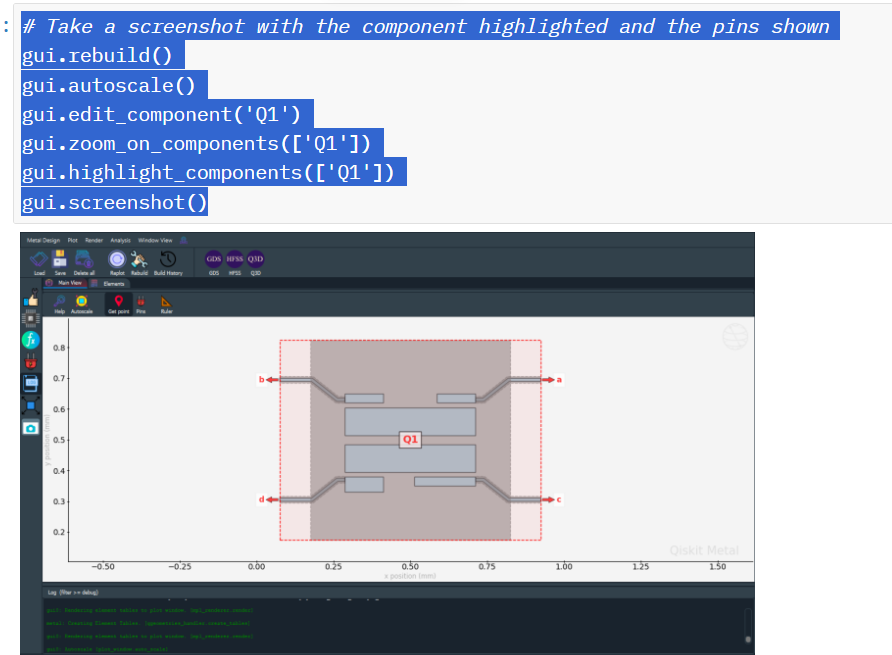 :
# Take a screenshot with the component highlighted and the pins shown
gui.rebuild()
gui.autoscale()
gui.edit_component('Q1')
gui.zoom_on_components(['Q1'])
gui.highlight_components(['Q1'])
gui.screenshot()
Metal Design Plot Render Analysis Window View
GDS HFSS Q3D
Load Save Delete all Replot Rebuild Build History GDS HFSS Q3D
Main View Elements
Help Autoscale Get point Pins Ruler
0.8
0.7
b a
0.6
0.5
Q1
0.4
0.3
d c
0.2
y position (mm)
Qiskit Metal
−0.50 −0.25 0.00 0.25 0.50 0.75 1.00 1.25 1.50
x position (mm)
Log (filter >= debug)